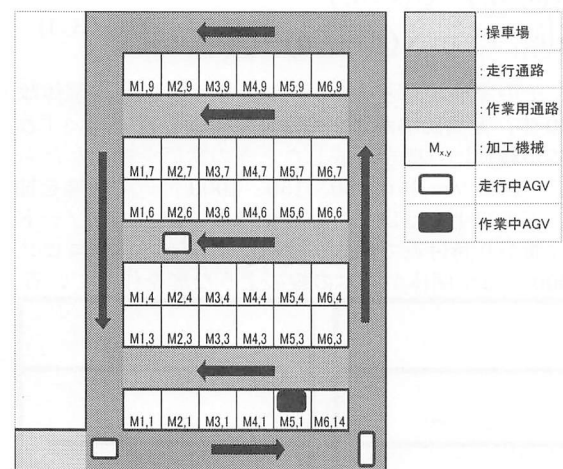 M1,9 M2,9 M3,9 M4,9 M5,9 M6,9
M1,7 M2,7 M3,7 M4,7 M5,7 M6,7
M1,6 M2,6 M3,6 M4,6 M5,6 M6,6
M1,4 M2,4 M3,4 M4,4 M5,4 M6,4
M1,3 M2,3 M3,3 M4,3 M5,3 M6,3
M1,1 M2,1 M3,1 M4,1 M5,1 M6,14
:操車場
:走行通路
:作業用通路
Mx,y :加工機械
走行中AGV
作業中AGV